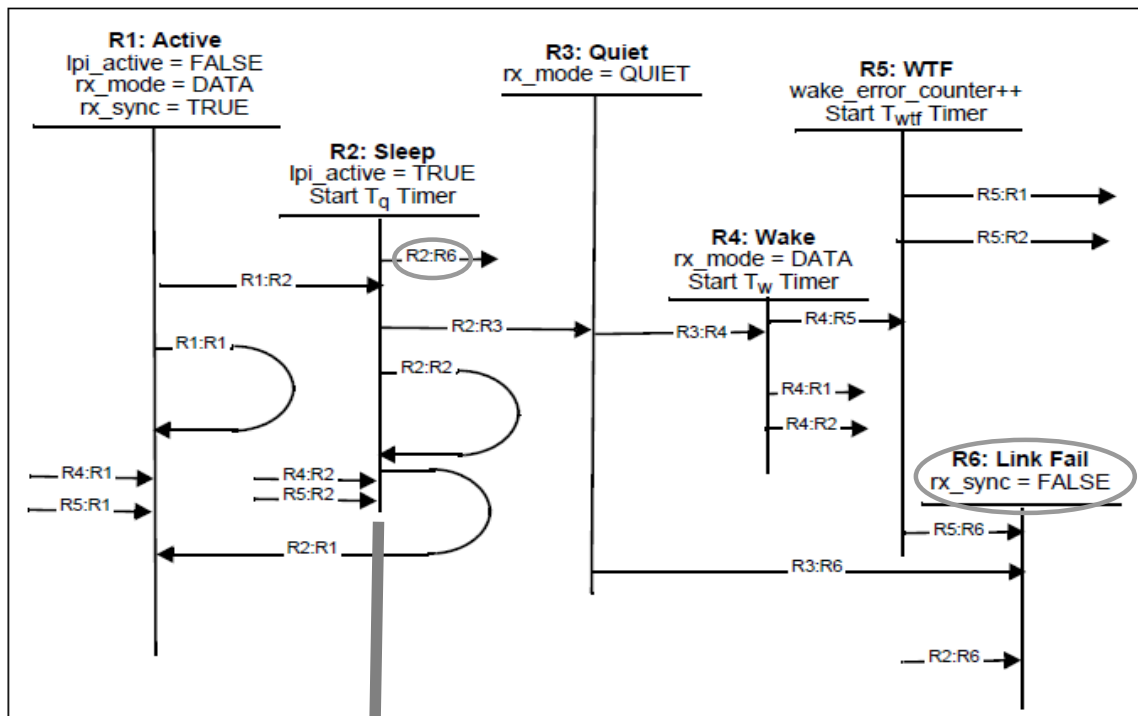 R1: Active
lpi_active = FALSE
rx_mode = DATA
rx_sync = TRUE
R2: Sleep
lpi_active = TRUE
Start Tq Timer
R3: Quiet
rx_mode = QUIET
R5: WTF
wake_error_counter++
Start Twtf Timer
R4: Wake
rx_mode = DATA
Start Tw Timer
R5:R1
R5:R2
R2:R6
R1:R2
R2:R3
R3:R4
R4:R5
R1:R1
R2:R2
R4:R1
R4:R2
R6: Link Fail
rx_sync = FALSE
R4:R1
R4:R2
R5:R2
R5:R1
R5:R6
R2:R1
R3:R6
R2:R6